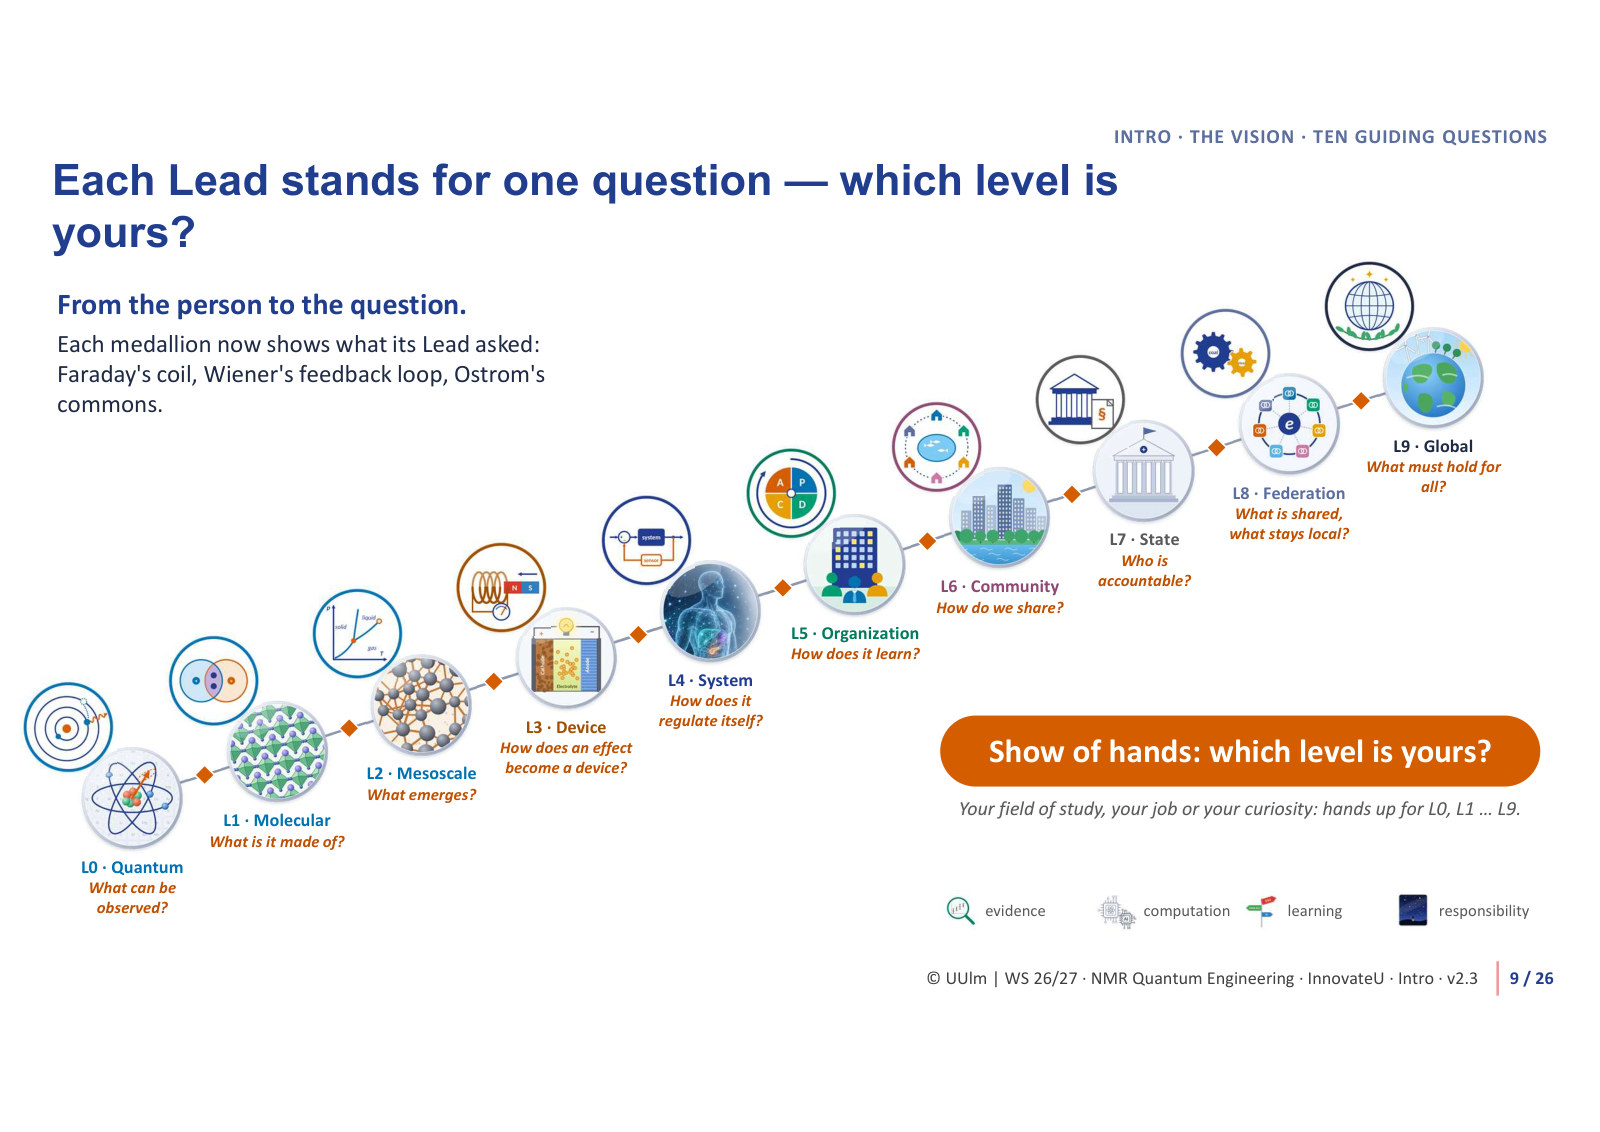 INTRO · THE VISION · TEN GUIDING QUESTIONS
Each Lead stands for one question — which level is
yours?
From the person to the question.
Each medallion now shows what its Lead asked:
Faraday's coil, Wiener's feedback loop, Ostrom's
commons.
L0 · Quantum
What can be
observed?
L1 · Molecular
What is it made of?
p
solid
liquid
gas
T
L2 · Mesoscale
What emerges?
N S
Electrolyte
L3 · Device
How does an effect
become a device?
system
sensor
L4 · System
How does it
regulate itself?
A P
C D
L5 · Organization
How does it learn?
L6 · Community
How do we share?
§
L7 · State
Who is
accountable?
e
L8 · Federation
What is shared,
what stays local?
L9 · Global
What must hold for
all?
Show of hands: which level is yours?
Your field of study, your job or your curiosity: hands up for L0, L1 … L9.
evidence
computation
learning
responsibility
© UUlm | WS 26/27 · NMR Quantum Engineering · InnovateU · Intro · v2.3
9 / 26